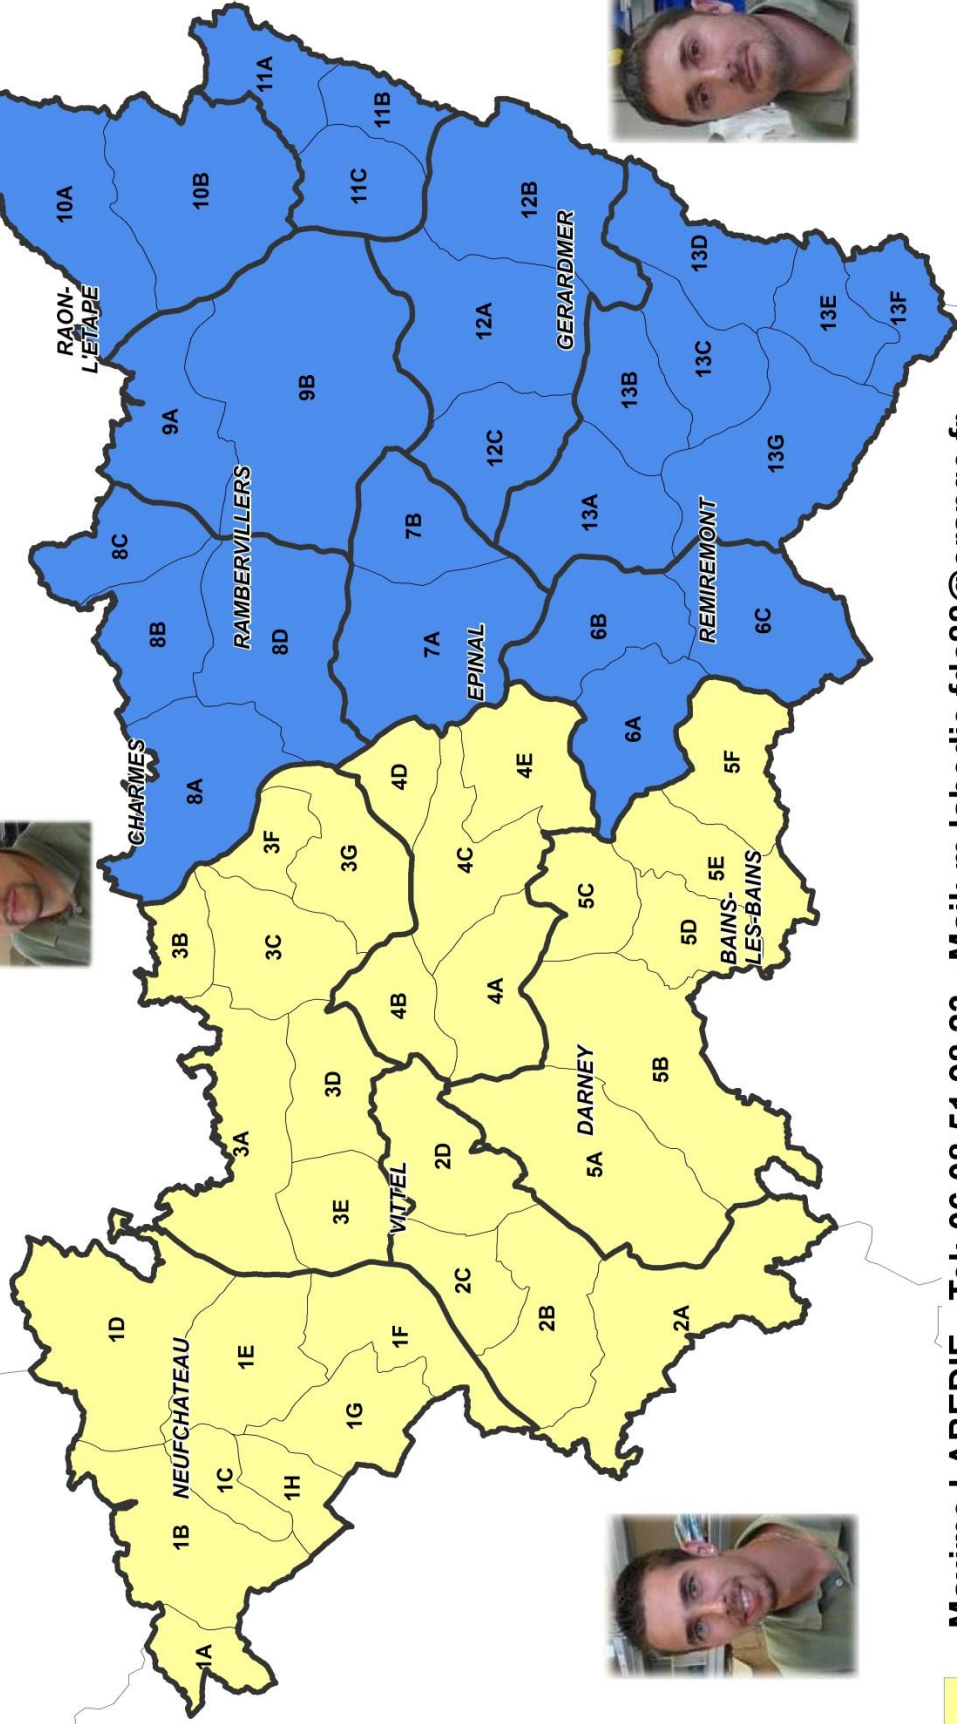 10A
RAON-
L'ETAPE
10B
11A
11B
11C
9A
9B
8C
8B
8D
RAMBERVILLERS
CHARMES
8A
7A
7B
EPINAL
12A
12B
12C
GERARDMER
13A
13B
13C
13D
13E
13F
13G
REMIREMONT
6A
6B
6C
1A
1B
1C
1D
1E
1F
1G
1H
NEUFCHATEAU
3A
3B
3C
3D
3E
3F
3G
VITTEL
2A
2B
2C
2D
4A
4B
4C
4D
4E
5A
5B
5C
5D
5E
5F
DARNEY
BAINS-
LES-BAINS